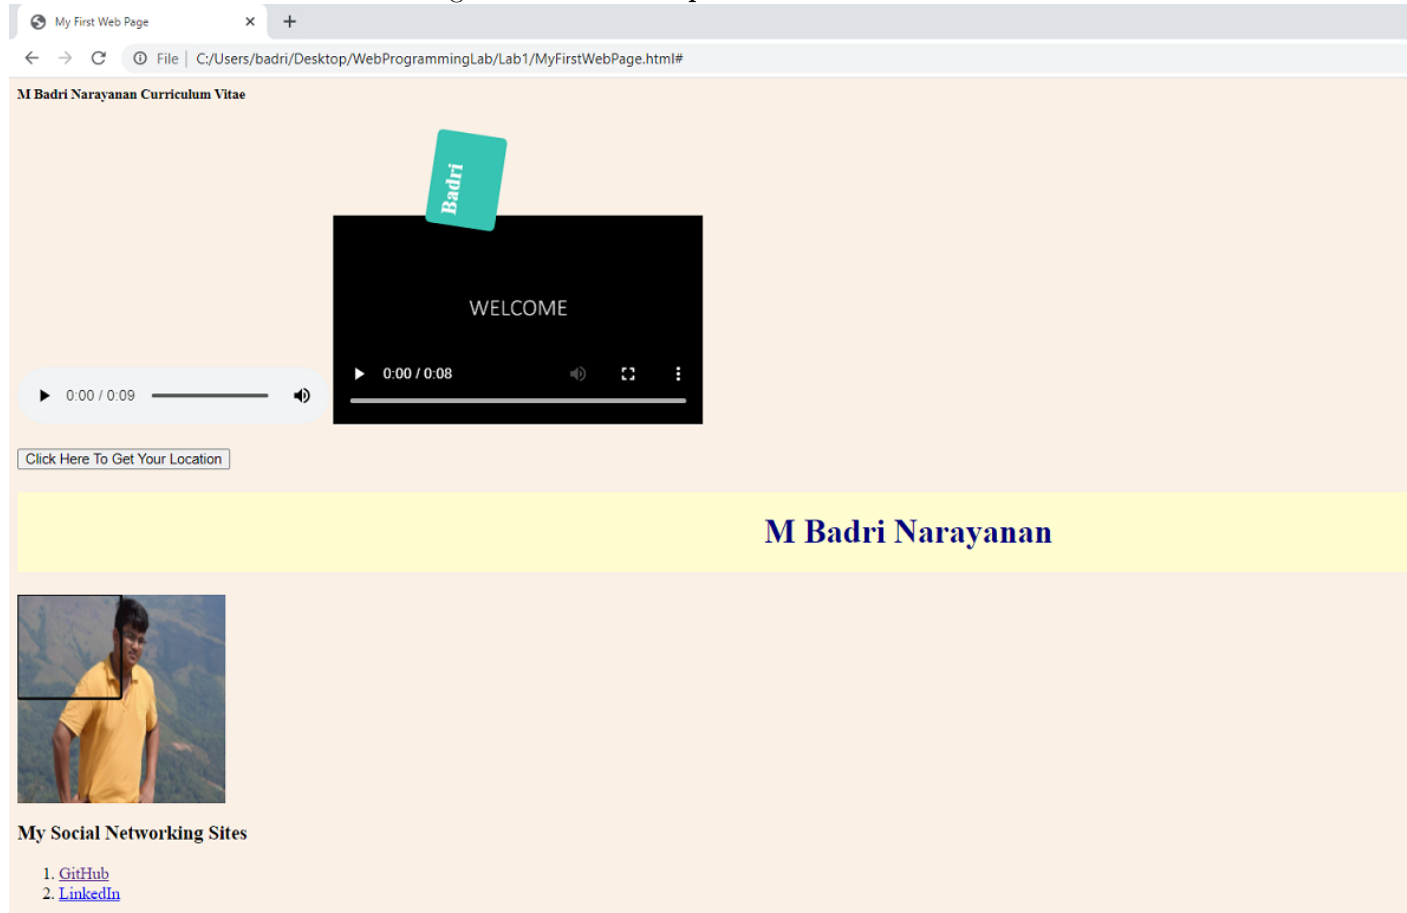 My First Web Page
File | C:/Users/badri/Desktop/WebProgrammingLab/Lab1/MyFirstWebPage.html#
M Badri Narayanan Curriculum Vitae
Badri
WELCOME
0:00 / 0:08
0:00 / 0:09
Click Here To Get Your Location
M Badri Narayanan
My Social Networking Sites
1. GitHub
2. LinkedIn